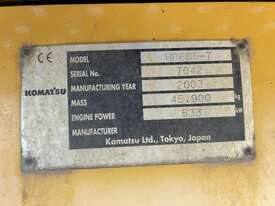 CE
MODEL HD605-7
SERIAL No. 7042
MANUFACTURING YEAR 2003
KOMATSU
MASS 45,900 kg
ENGINE POWER 533 kW
MANUFACTURER
Komatsu Ltd., Tokyo, Japan